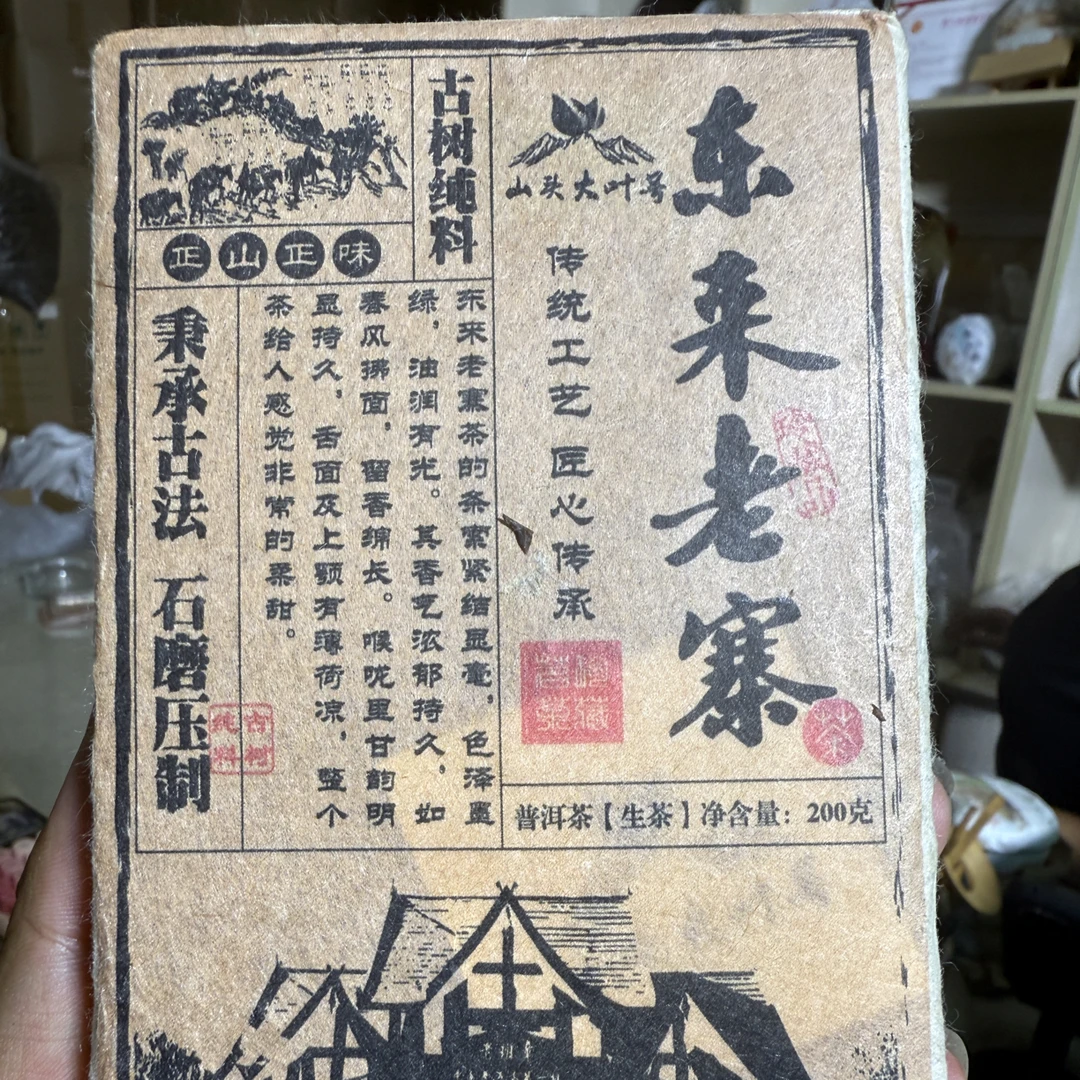 东来老寨
山头大叶号
传统工艺 匠心传承
茶
普洱茶【生茶】净含量：200克
古树纯料
正山正味
东来老寨茶的条索紧结显毫，色泽墨
绿，油润有光。其香气浓郁持久，如
春风拂面，留香绵长。喉咙里甘韵明
显持久，舌面及上颚有薄荷凉，整个
茶给人感觉非常的柔甜。
秉承古法 石磨压制
古树
纯料